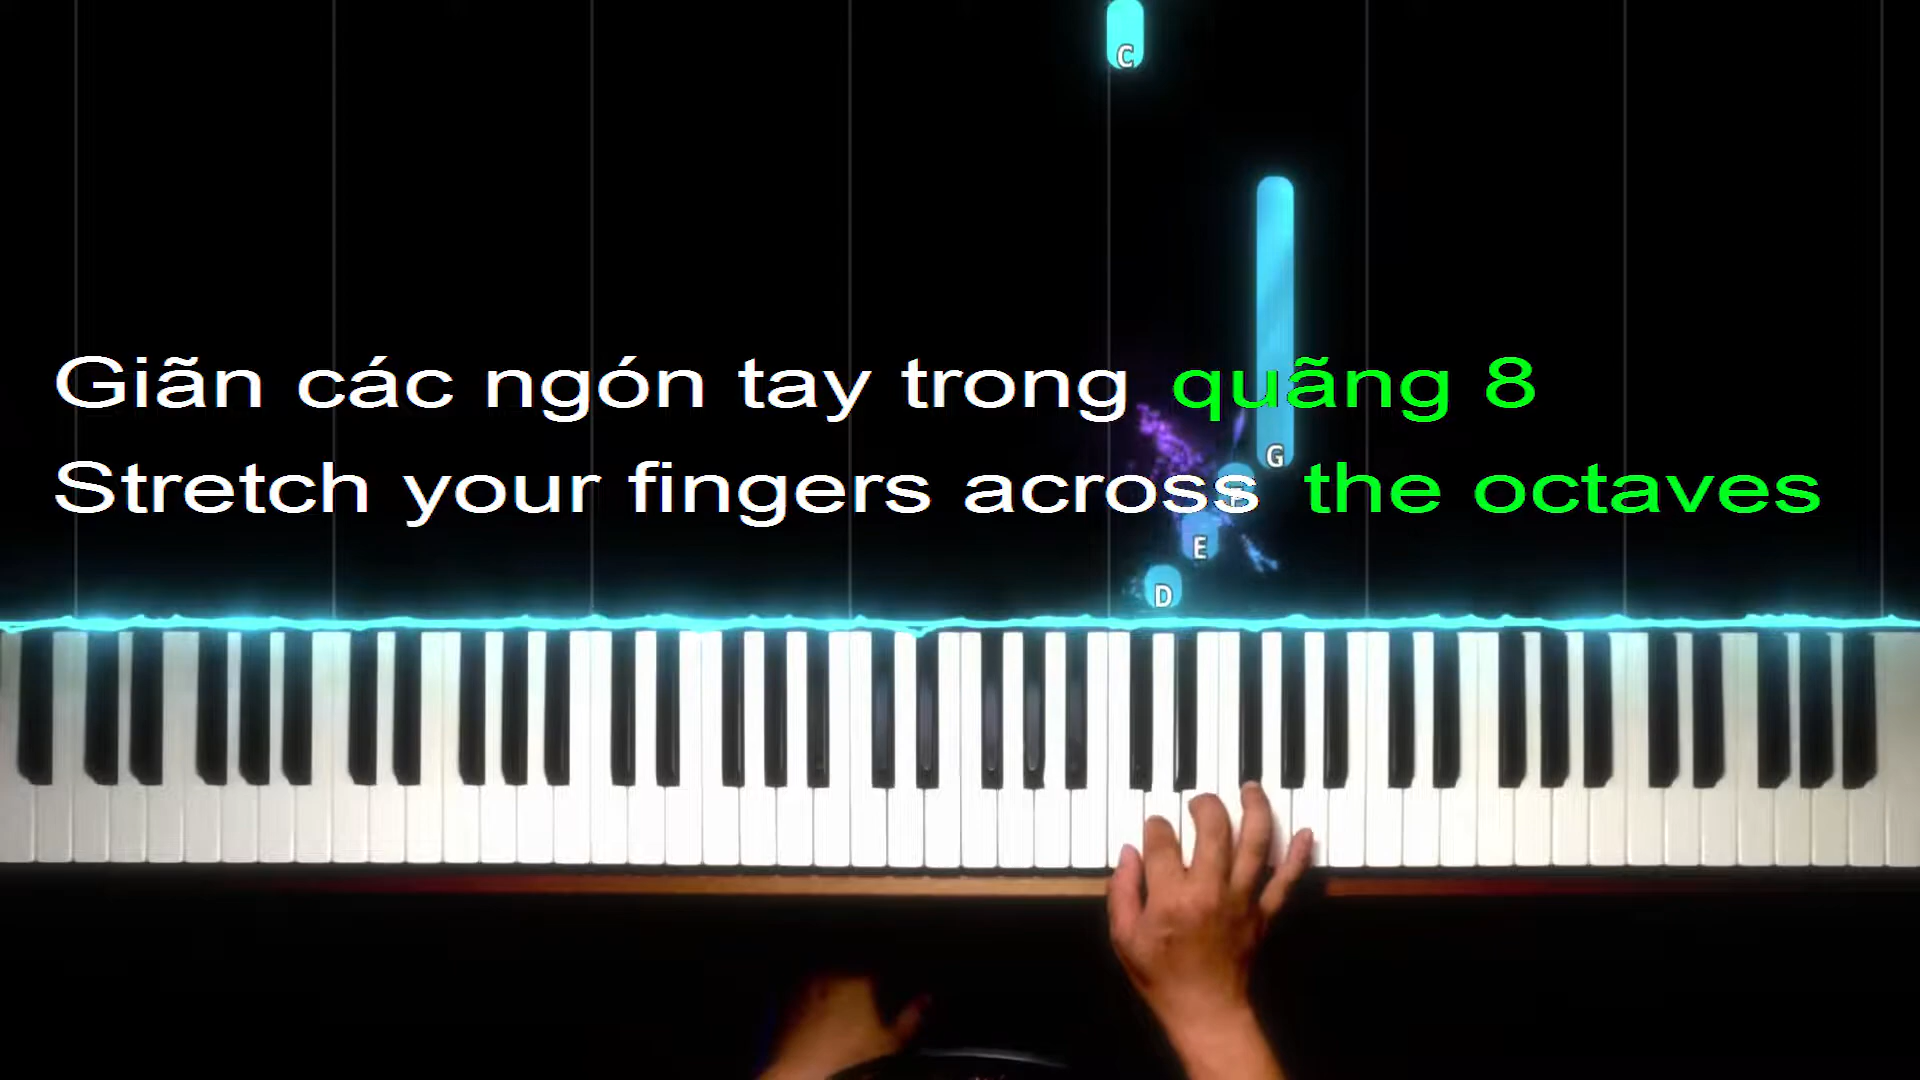 C
Giãn các ngón tay trong quãng 8
G
Stretch your fingers across the octaves
E
D